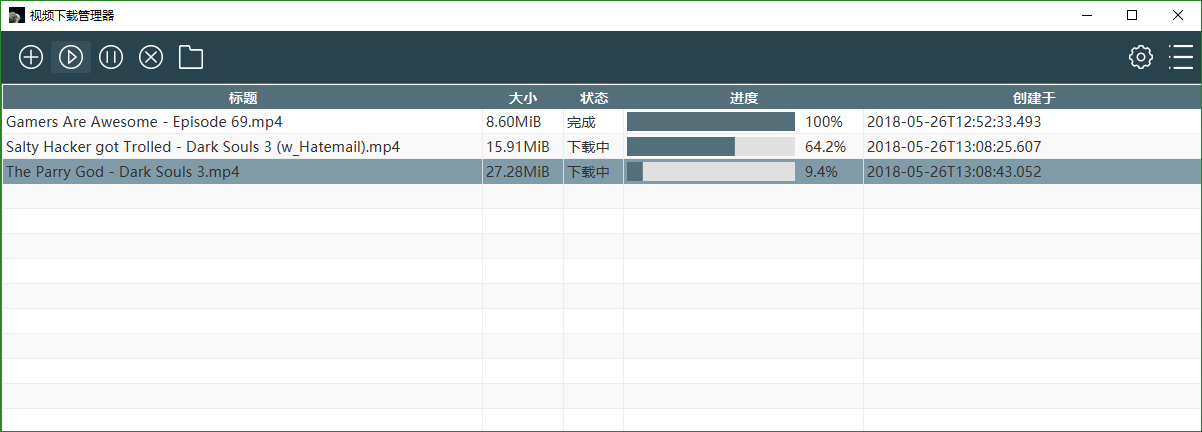 视频下载管理器
标题 大小 状态 进度 创建于
Gamers Are Awesome - Episode 69.mp4 8.60MiB 完成 100% 2018-05-26T12:52:33.493
Salty Hacker got Trolled - Dark Souls 3 (w_Hatemail).mp4 15.91MiB 下载中 64.2% 2018-05-26T13:08:25.607
The Parry God - Dark Souls 3.mp4 27.28MiB 下载中 9.4% 2018-05-26T13:08:43.052